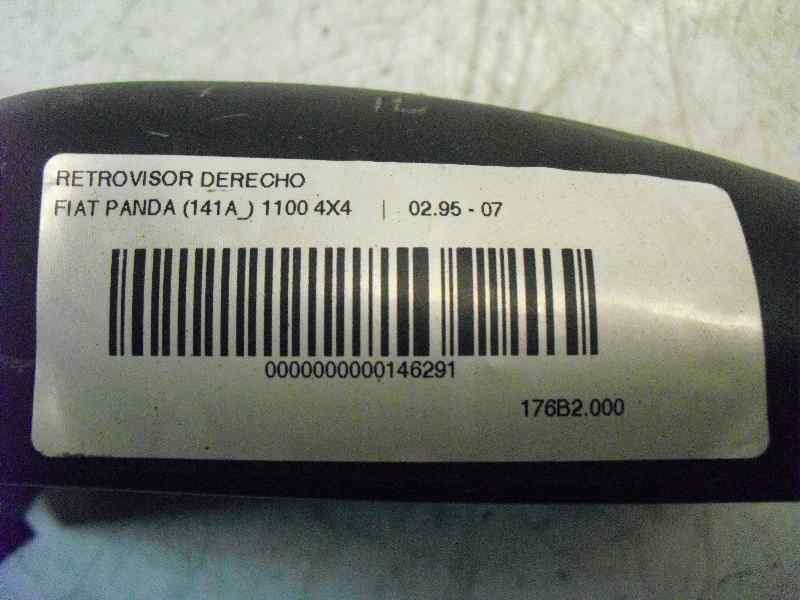 RETROVISOR DERECHO
FIAT PANDA (141A_) 1100 4X4 | 02.95 - 07
0000000000146291
176B2.000